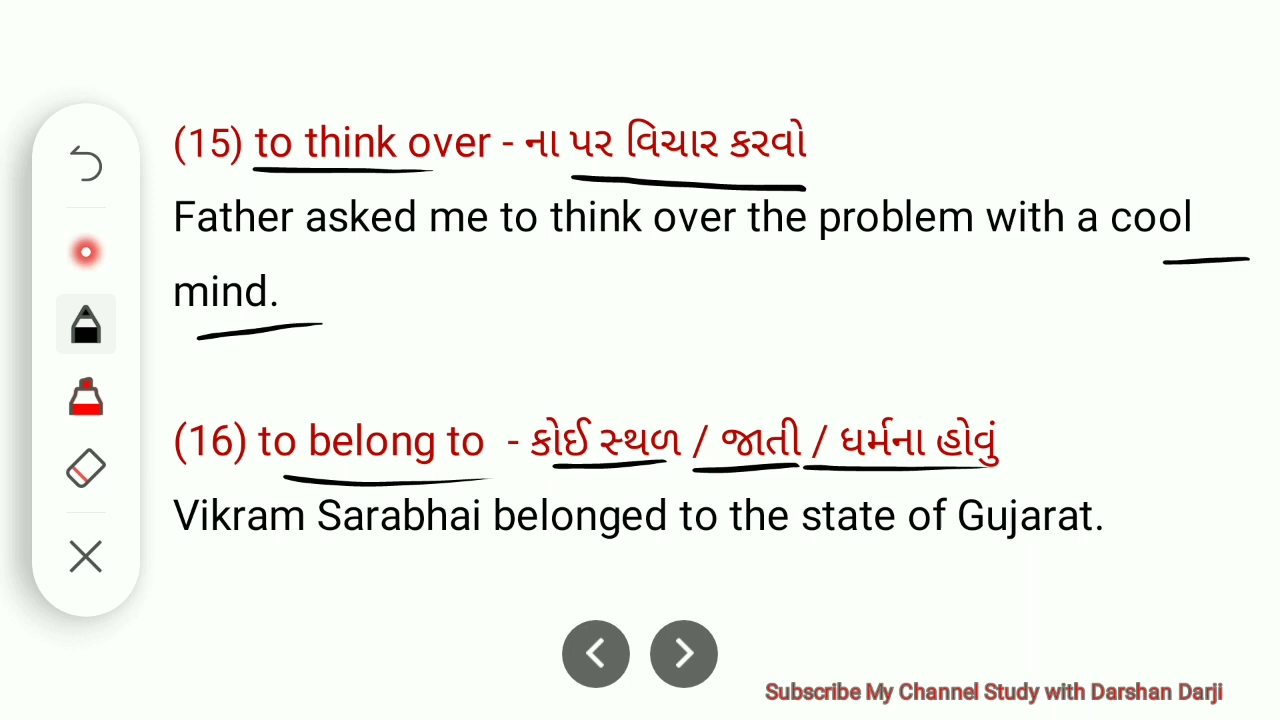 (15) to think over - ના પર વિચાર કરવો
Father asked me to think over the problem with a cool
mind.
(16) to belong to - કોઈ સ્થળ / જાતી / ધર્મના હોવું
Vikram Sarabhai belonged to the state of Gujarat.
Subscribe My Channel Study with Darshan Darji